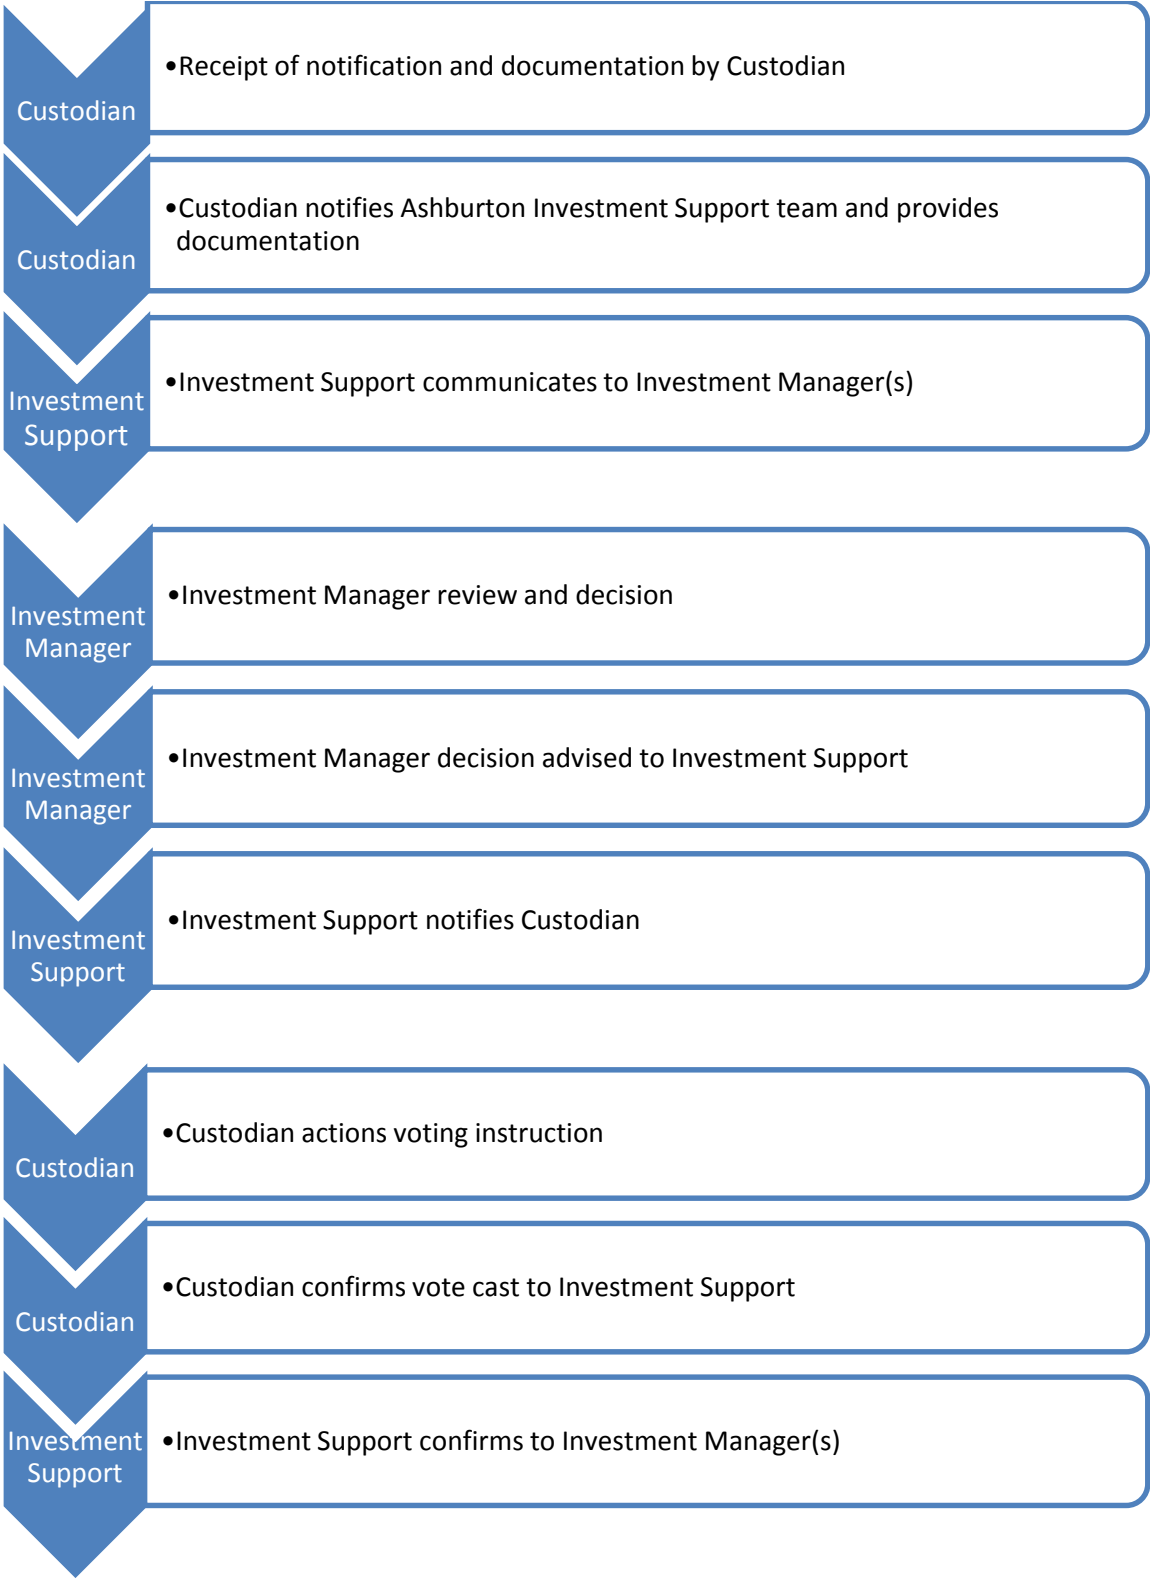 Custodian
•Receipt of notification and documentation by Custodian
Custodian
•Custodian notifies Ashburton Investment Support team and provides
documentation
Investment
Support
•Investment Support communicates to Investment Manager(s)
Investment
Manager
•Investment Manager review and decision
Investment
Manager
•Investment Manager decision advised to Investment Support
Investment
Support
•Investment Support notifies Custodian
Custodian
•Custodian actions voting instruction
Custodian
•Custodian confirms vote cast to Investment Support
Investment
Support
•Investment Support confirms to Investment Manager(s)